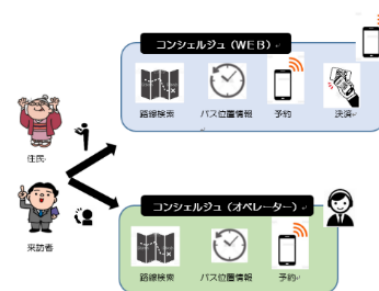 コンシェルジュ（WEB）
路線検索
バス位置情報
予約
決済
住民
来訪者
コンシェルジュ（オペレーター）
路線検索
バス位置情報
予約